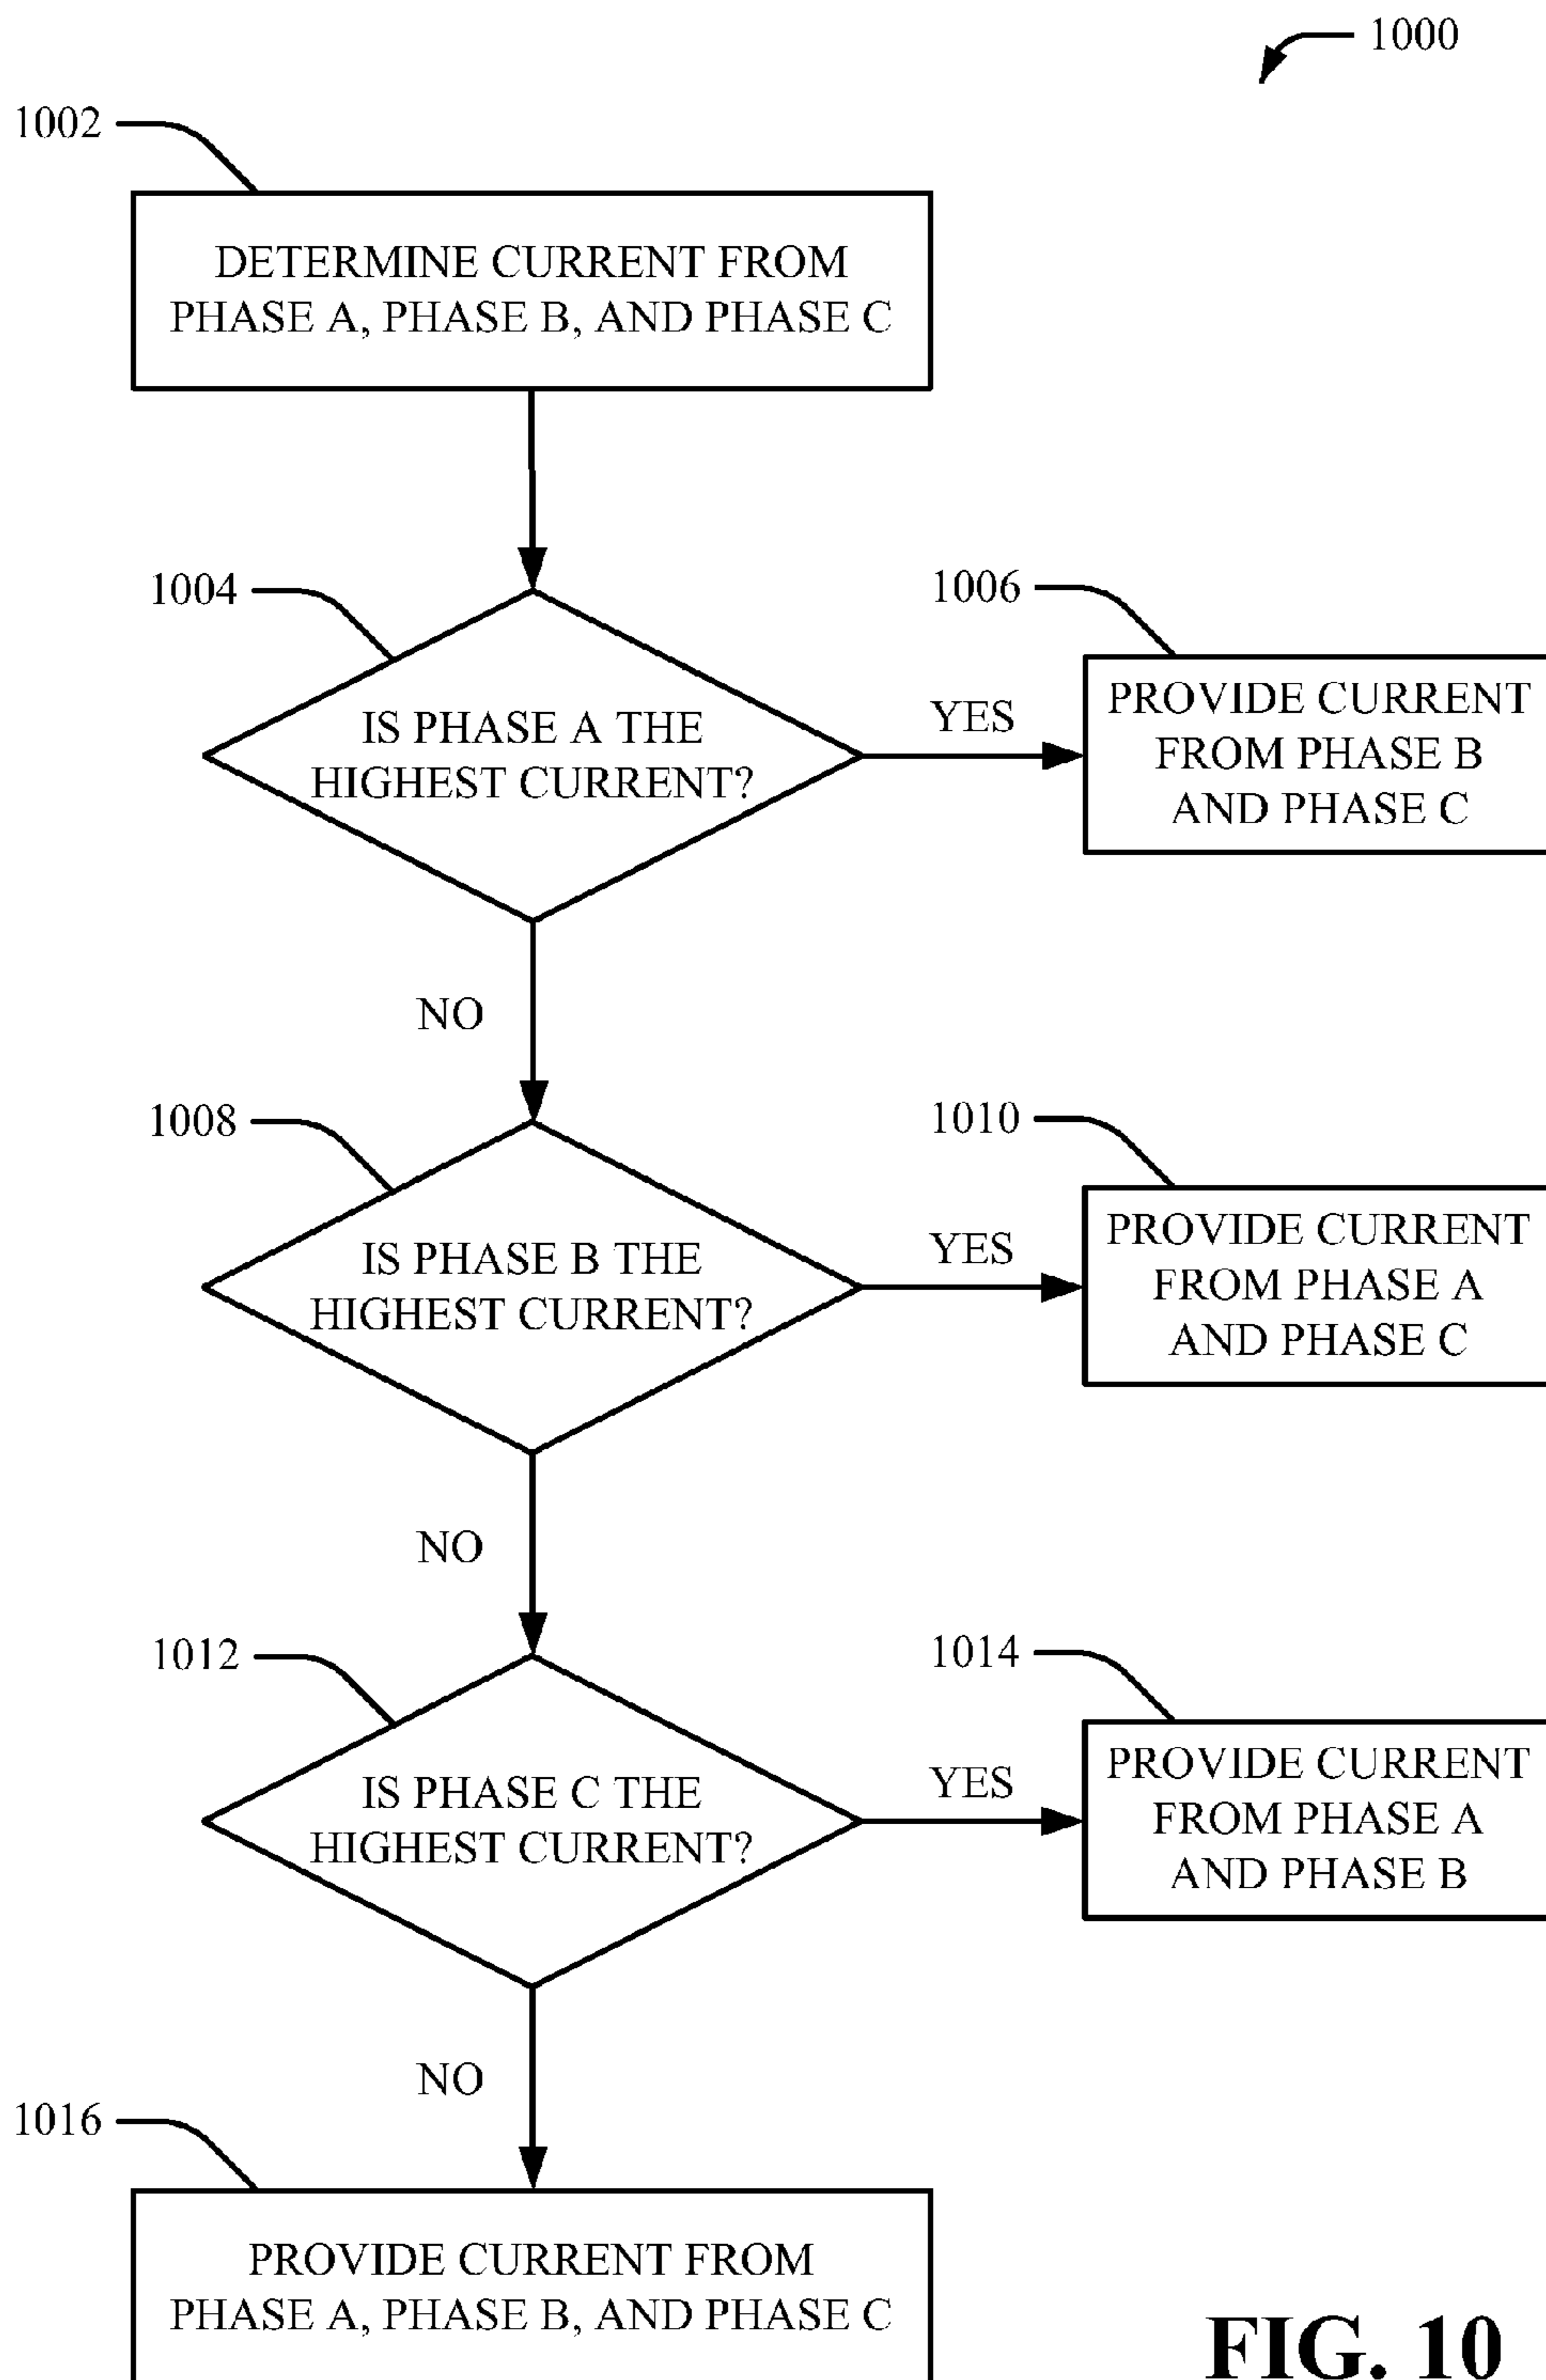 1000
1002
DETERMINE CURRENT FROM
PHASE A, PHASE B, AND PHASE C
1004
IS PHASE A THE
HIGHEST CURRENT?
YES
1006
PROVIDE CURRENT
FROM PHASE B
AND PHASE C
NO
1008
IS PHASE B THE
HIGHEST CURRENT?
YES
1010
PROVIDE CURRENT
FROM PHASE A
AND PHASE C
NO
1012
IS PHASE C THE
HIGHEST CURRENT?
YES
1014
PROVIDE CURRENT
FROM PHASE A
AND PHASE B
NO
1016
PROVIDE CURRENT FROM
PHASE A, PHASE B, AND PHASE C
FIG. 10